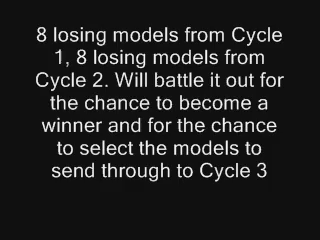 8 losing models from Cycle
1, 8 losing models from
Cycle 2. Will battle it out for
the chance to become a
winner and for the chance
to select the models to
send through to Cycle 3